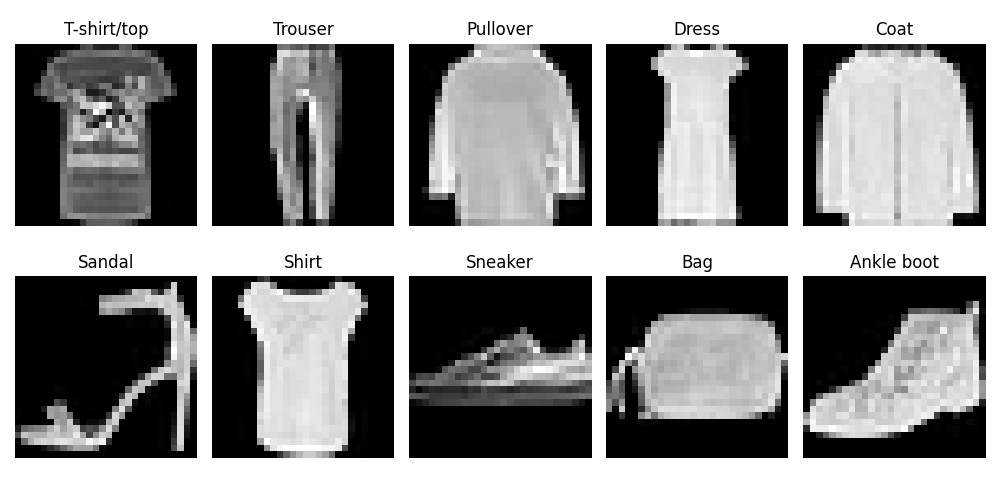 T-shirt/top
Trouser
Pullover
Dress
Coat
Sandal
Shirt
Sneaker
Bag
Ankle boot